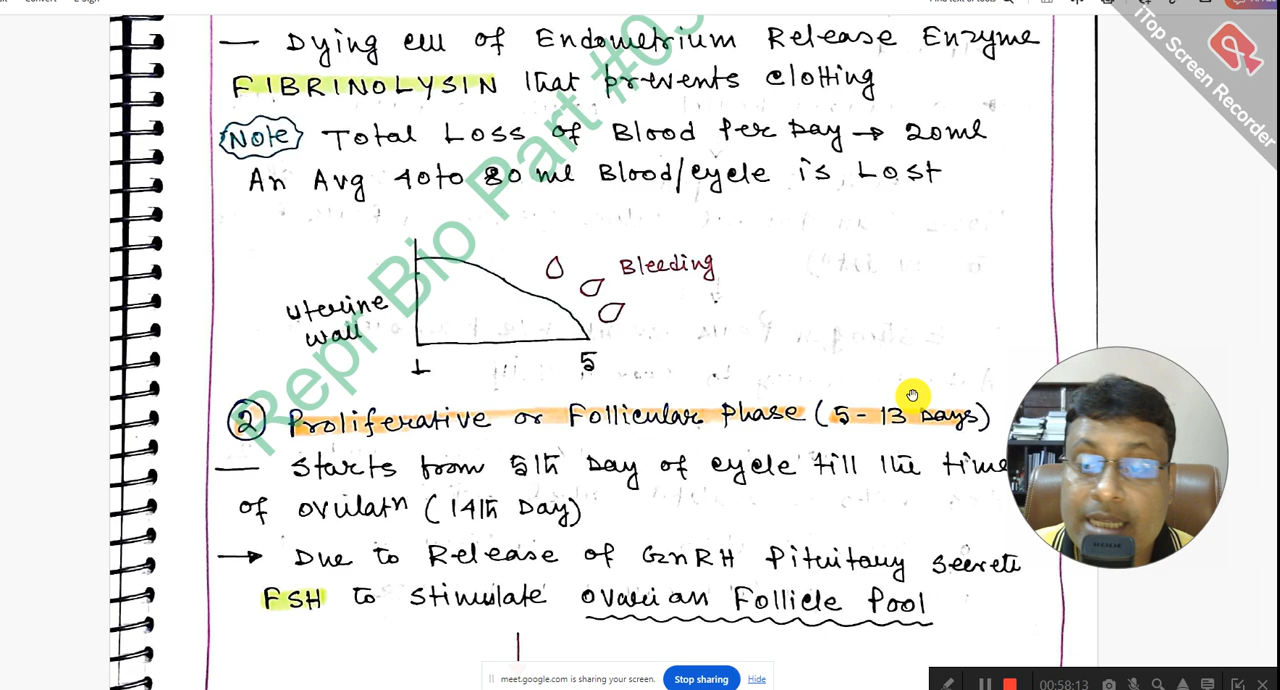 — Dying cell of Endometrium Release Enzyme
FIBRINOLYSIN that prevents clotting
Note Total Loss of Blood Per Day → 20ml
An Avg 40 to 80 ml Blood/cycle is Lost
Bleeding
uterine
wall
1
5
② Proliferative or Follicular Phase (5-13 Days)
— Starts from 5th Day of cycle till the time
of ovulatn (14th Day)
→ Due to Release of GnRH Pituitary secrete
FSH to stimulate ovarian Follicle Pool
Repr Bio Part #03
iTop Screen Recorder
meet.google.com is sharing your screen.
Stop sharing
Hide
00:58:13